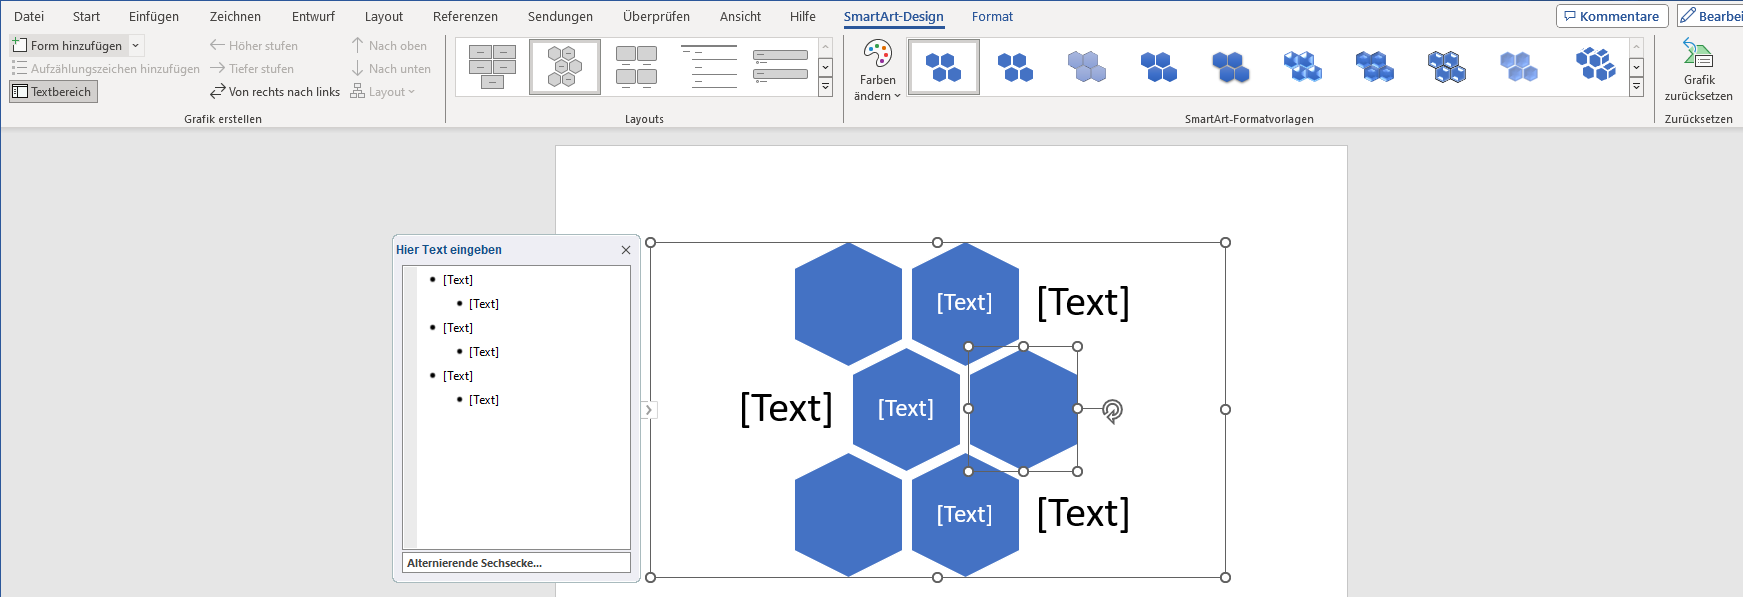 Datei Start Einfügen Zeichnen Entwurf Layout Referenzen Sendungen Überprüfen Ansicht Hilfe SmartArt-Design Format Kommentare Bearbei
Form hinzufügen
Aufzählungszeichen hinzufügen
Textbereich
Höher stufen
Tiefer stufen
Von rechts nach links
Nach oben
Nach unten
Layout
Grafik erstellen
Layouts
Farben
ändern
SmartArt-Formatvorlagen
Grafik
zurücksetzen
Zurücksetzen
Hier Text eingeben
[Text]
[Text]
[Text]
[Text]
[Text]
[Text]
Alternierende Sechsecke...
[Text] [Text]
[Text] [Text]
[Text] [Text]